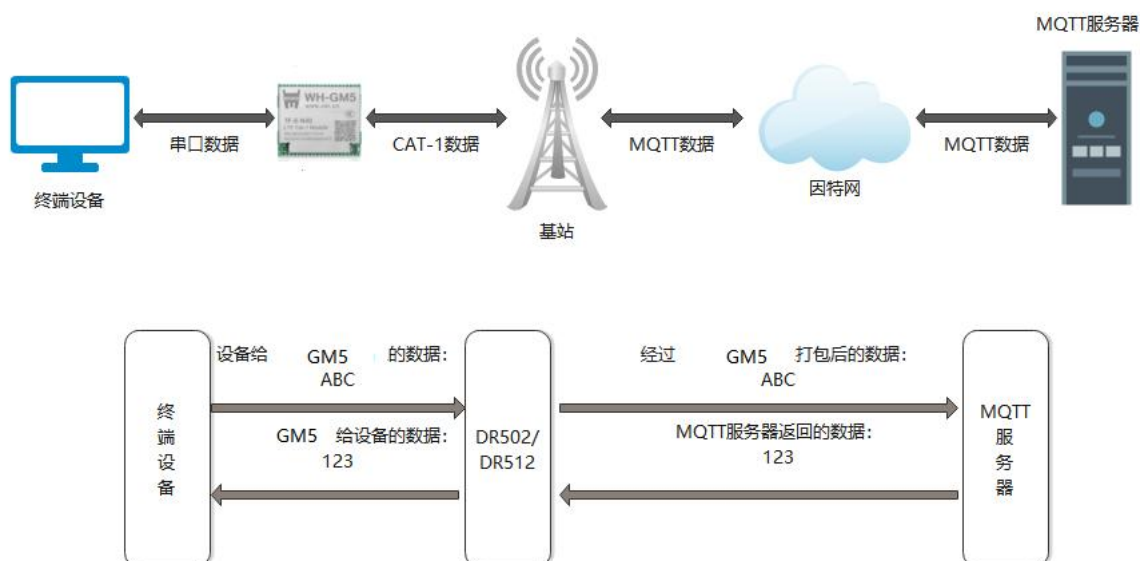 MQTT服务器
WH-GM5
串口数据
CAT-1数据
MQTT数据
MQTT数据
终端设备
因特网
基站
设备给 GM5 的数据:
ABC
经过 GM5 打包后的数据:
ABC
终端设备
GM5 给设备的数据:
123
DR502/
DR512
MQTT服务器返回的数据:
123
MQTT
服
务
器